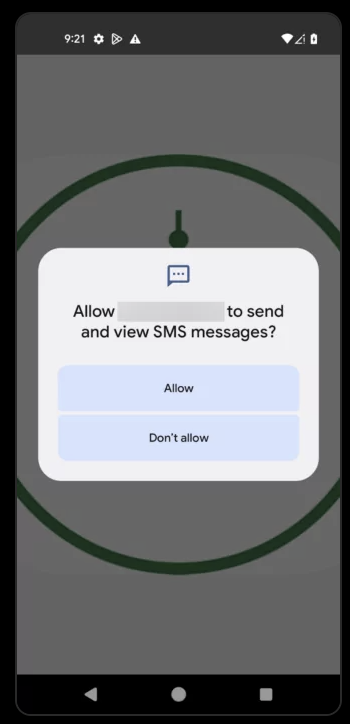 9:21
Allow to send
and view SMS messages?
Allow
Don't allow